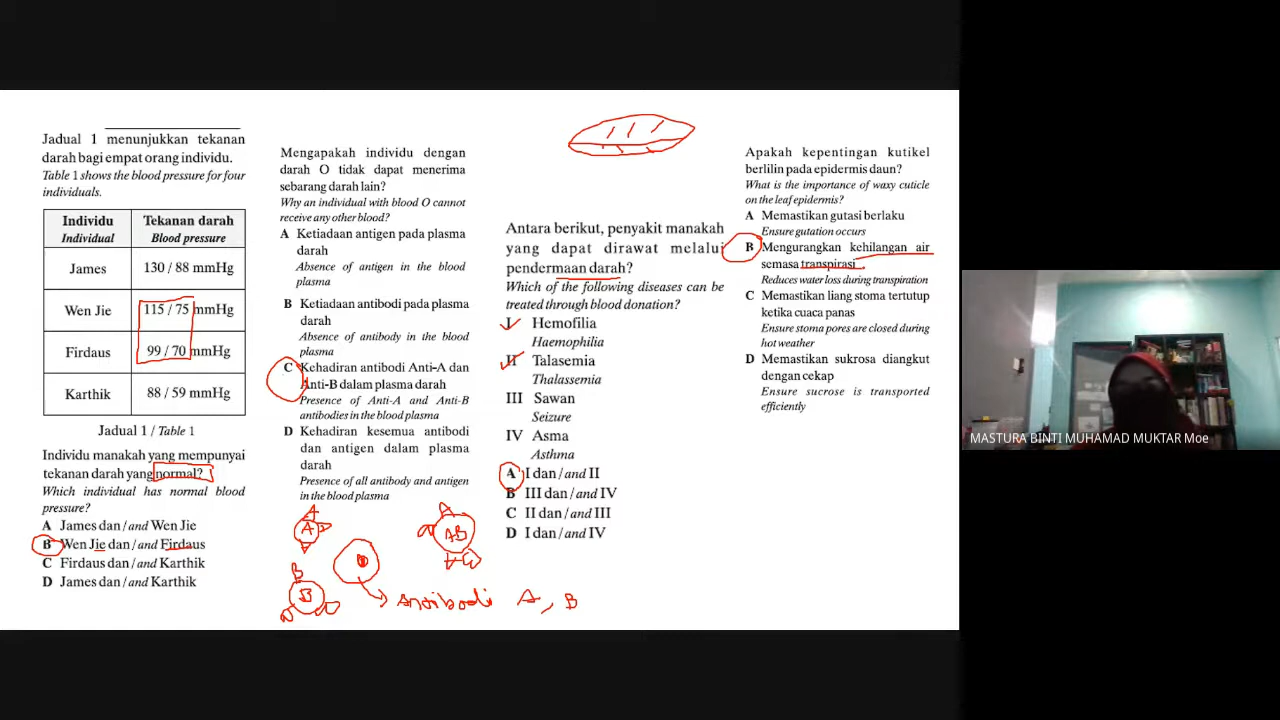 Jadual 1 menunjukkan tekanan
darah bagi empat orang individu.
Table 1 shows the blood pressure for four
individuals.
Individu Tekanan darah
Individual Blood pressure
James 130 / 88 mmHg
Wen Jie 115 / 75 mmHg
Firdaus 99 / 70 mmHg
Karthik 88 / 59 mmHg
Jadual 1 / Table 1
Individu manakah yang mempunyai
tekanan darah yang normal?
Which individual has normal blood
pressure?
A James dan / and Wen Jie
B Wen Jie dan / and Firdaus
C Firdaus dan / and Karthik
D James dan / and Karthik
Mengapakah individu dengan
darah O tidak dapat menerima
sebarang darah lain?
Why an individual with blood O cannot
receive any other blood?
A Ketiadaan antigen pada plasma
darah
Absence of antigen in the blood
plasma
B Ketiadaan antibodi pada plasma
darah
Absence of antibody in the blood
plasma
C Kehadiran antibodi Anti-A dan
Anti-B dalam plasma darah
Presence of Anti-A and Anti-B
antibodies in the blood plasma
D Kehadiran kesemua antibodi
dan antigen dalam plasma
darah
Presence of all antibody and antigen
in the blood plasma
A
A
A
AB
B
B
Antibodi A, B
Antara berikut, penyakit manakah
yang dapat dirawat melalui
pendermaan darah?
Which of the following diseases can be
treated through blood donation?
I Hemofilia
Haemophilia
II Talasemia
Thalassemia
III Sawan
Seizure
IV Asma
Asthma
A I dan / and II
B III dan / and IV
C II dan / and III
D I dan / and IV
Apakah kepentingan kutikel
berlilin pada epidermis daun?
What is the importance of waxy cuticle
on the leaf epidermis?
A Memastikan gutasi berlaku
Ensure gutation occurs
B Mengurangkan kehilangan air
semasa transpirasi
Reduces water loss during transpiration
C Memastikan liang stoma tertutup
ketika cuaca panas
Ensure stoma pores are closed during
hot weather
D Memastikan sukrosa diangkut
dengan cekap
Ensure sucrose is transported
efficiently
MASTURA BINTI MUHAMAD MUKTAR Moe